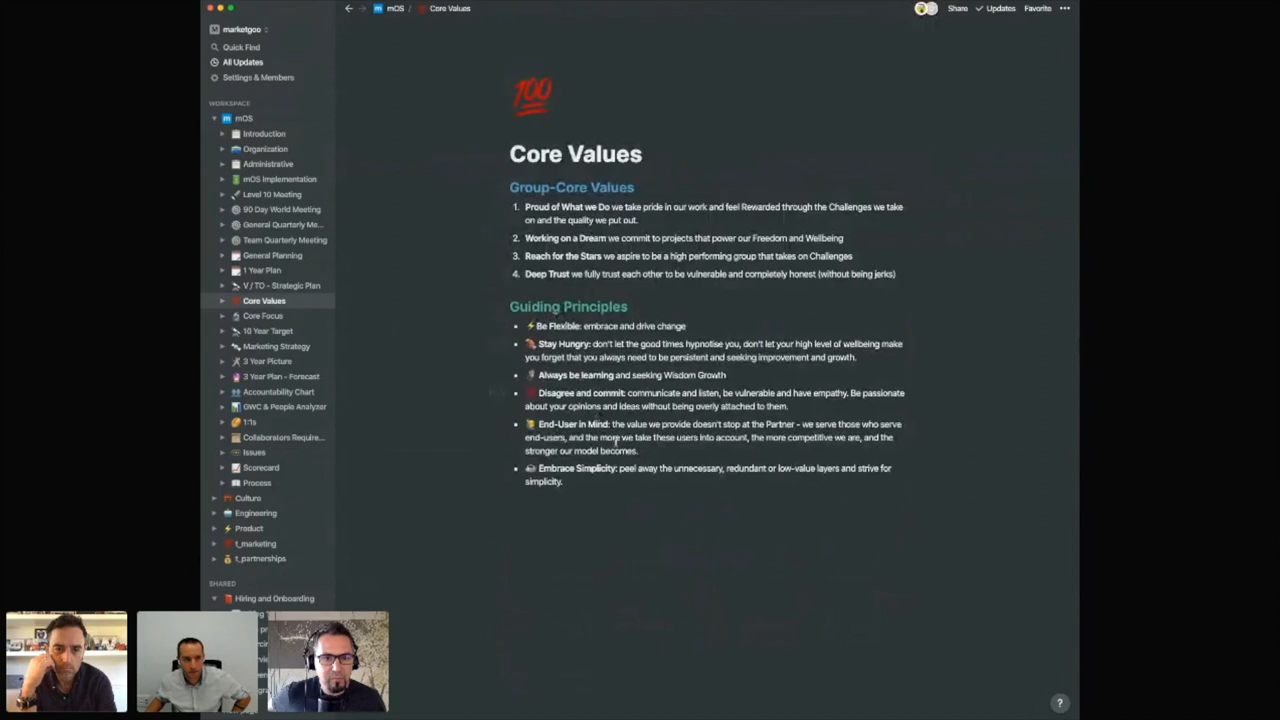 marketgoo
Quick Find
All Updates
Settings & Members
WORKSPACE
mOS
Introduction
Organization
Administrative
mOS Implementation
Level 10 Meeting
90 Day World Meeting
General Quarterly Me...
Team Quarterly Meeting
General Planning
1 Year Plan
V / TO - Strategic Plan
Core Values
Core Focus
10 Year Target
Marketing Strategy
3 Year Picture
3 Year Plan - Forecast
Accountability Chart
GWC & People Analyzer
1:1s
Collaborators Require...
Issues
Scorecard
Process
Culture
Engineering
Product
t_marketing
t_partnerships
SHARED
Hiring and Onboarding
mOS / Core Values
Share Updates Favorite
100
Core Values
Group-Core Values
1. Proud of What we Do we take pride in our work and feel Rewarded through the Challenges we take
on and the quality we put out.
2. Working on a Dream we commit to projects that power our Freedom and Wellbeing
3. Reach for the Stars we aspire to be a high performing group that takes on Challenges
4. Deep Trust we fully trust each other to be vulnerable and completely honest (without being jerks)
Guiding Principles
Be Flexible: embrace and drive change
Stay Hungry: don't let the good times hypnotise you, don't let your high level of wellbeing make
you forget that you always need to be persistent and seeking improvement and growth.
Always be learning and seeking Wisdom Growth
Disagree and commit: communicate and listen, be vulnerable and have empathy. Be passionate
about your opinions and ideas without being overly attached to them.
End-User in Mind: the value we provide doesn't stop at the Partner - we serve those who serve
end-users, and the more we take these users into account, the more competitive we are, and the
stronger our model becomes.
Embrace Simplicity: peel away the unnecessary, redundant or low-value layers and strive for
simplicity.
?